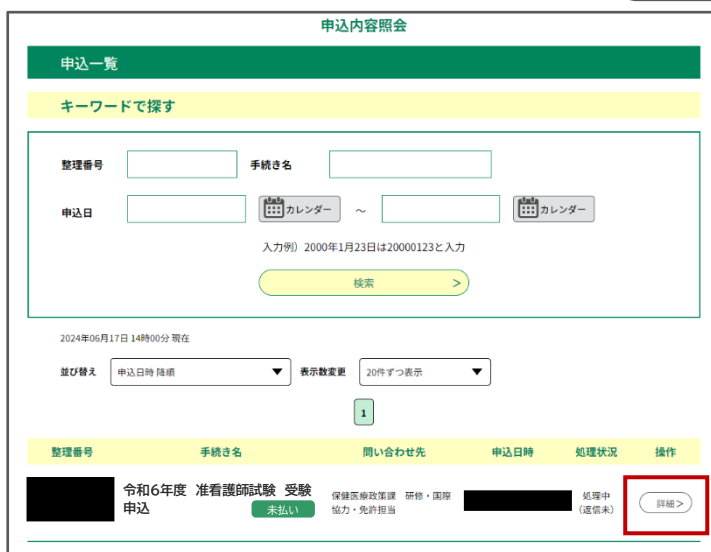 申込内容照会
申込一覧
キーワードで探す
整理番号 手続き名
申込日 カレンダー ～ カレンダー
入力例）2000年1月23日は20000123と入力
検索 >
2024年06月17日 14時00分 現在
並び替え 申込日時 降順 表示数変更 20件ずつ表示
1
整理番号 手続き名 問い合わせ先 申込日時 処理状況 操作
令和6年度 准看護師試験 受験
申込 未払い
保健医療政策課 研修・国際
協力・免許担当
処理中
（返信未）
詳細>